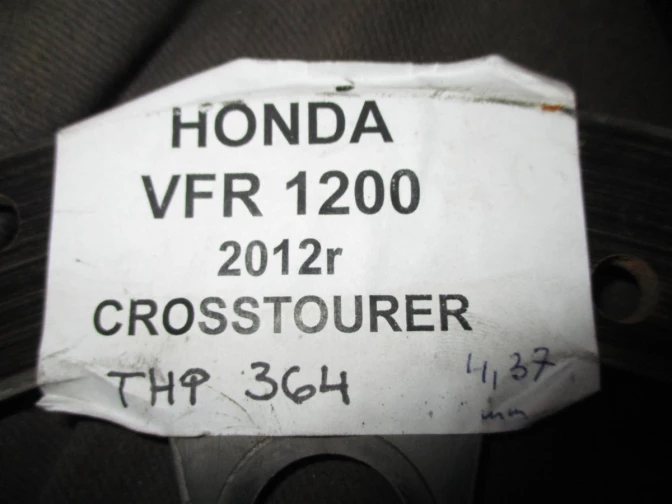 HONDA
VFR 1200
2012r
CROSSTOURER
THP 364
4,37
mm